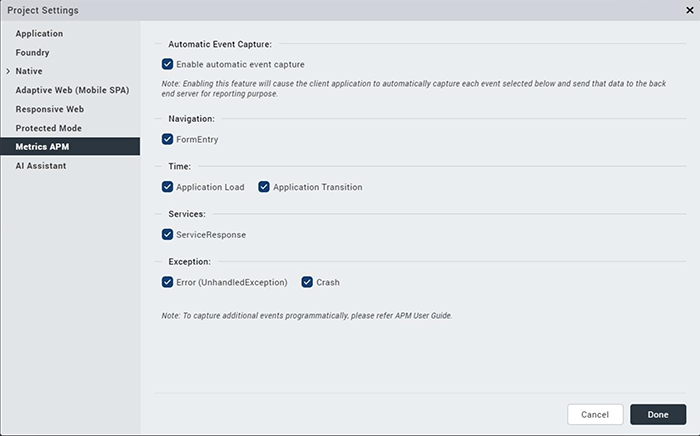 Project Settings
Application
Foundry
Native
Adaptive Web (Mobile SPA)
Responsive Web
Protected Mode
Metrics APM
AI Assistant
Automatic Event Capture:
Enable automatic event capture
Note: Enabling this feature will cause the client application to automatically capture each event selected below and send that data to the back
end server for reporting purpose.
Navigation:
FormEntry
Time:
Application Load Application Transition
Services:
ServiceResponse
Exception:
Error (UnhandledException) Crash
Note: To capture additional events programmatically, please refer APM User Guide.
Cancel Done